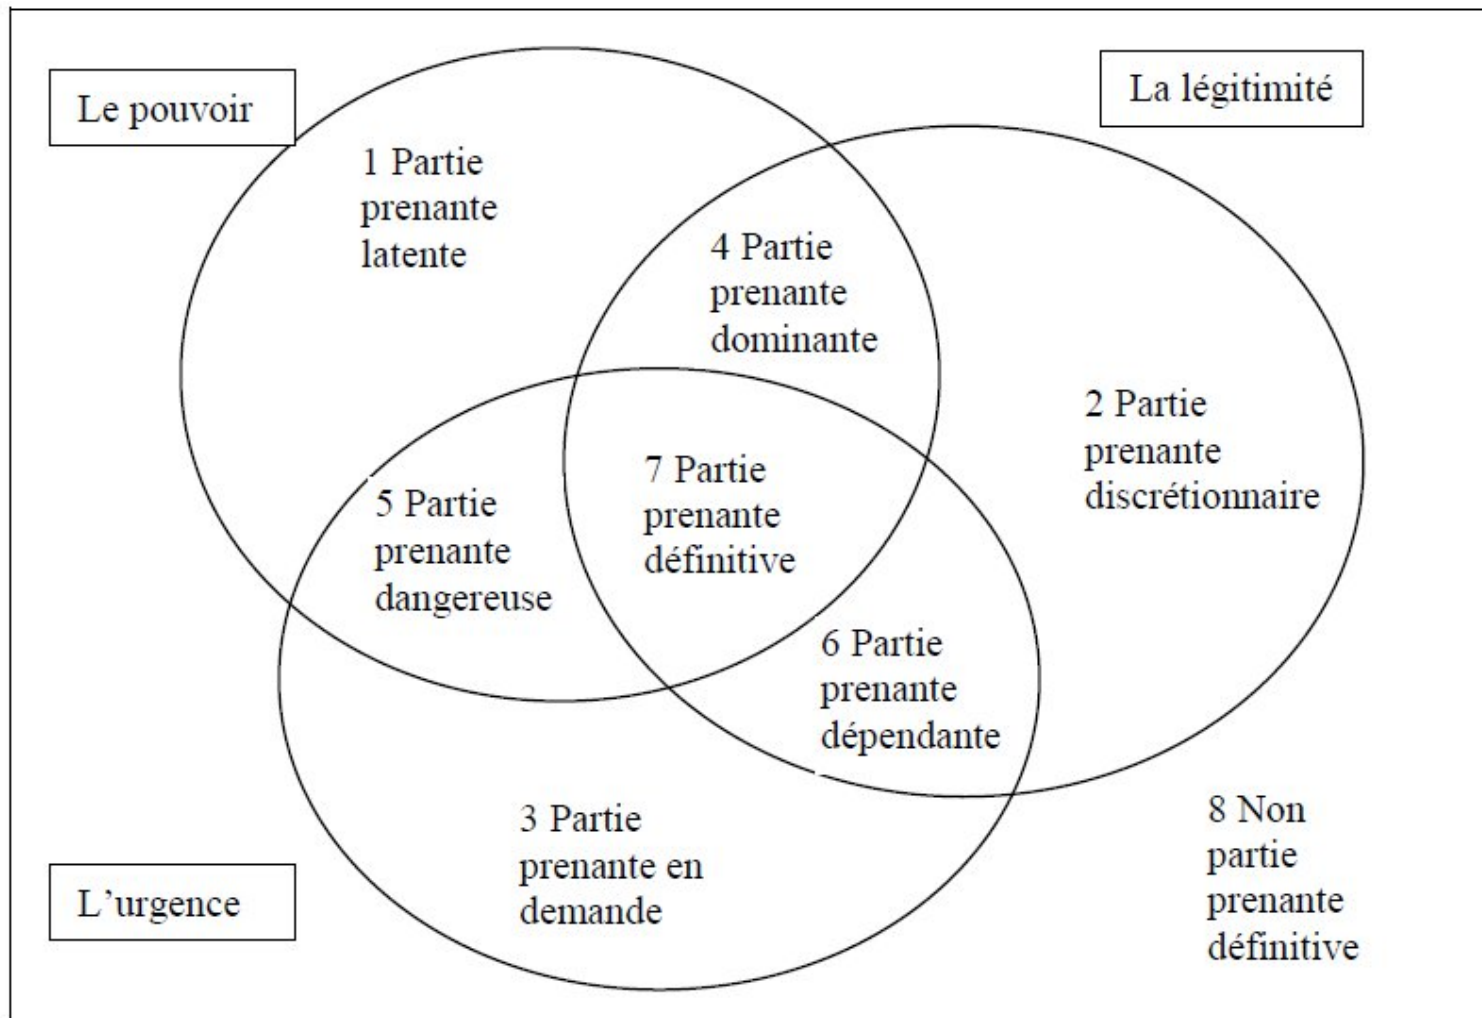 Le pouvoir
La légitimité
1 Partie
prenante
latente
4 Partie
prenante
dominante
2 Partie
prenante
discrétionnaire
7 Partie
prenante
définitive
5 Partie
prenante
dangereuse
6 Partie
prenante
dépendante
3 Partie
prenante en
demande
8 Non
partie
prenante
définitive
L’urgence